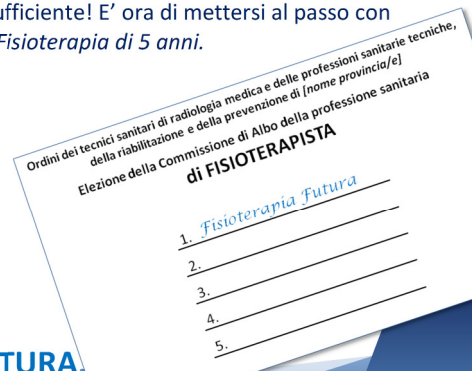 ufficiente! E’ ora di mettersi al passo con
Fisioterapia di 5 anni.
Ordini dei tecnici sanitari di radiologia medica e delle professioni sanitarie tecniche,
della riabilitazione e della prevenzione di [nome provincia/e]
Elezione della Commissione di Albo della professione sanitaria
di FISIOTERAPISTA
1. Fisioterapia Futura
2.
3.
4.
5.
TURA